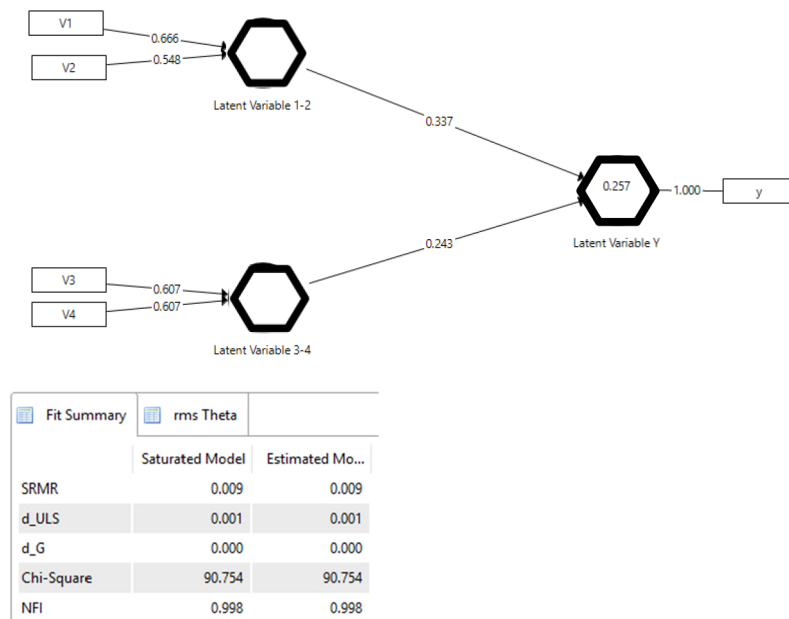 V1
0.666
V2
0.548
Latent Variable 1-2
0.337
0.257
1.000
y
Latent Variable Y
0.243
V3
0.607
V4
0.607
Latent Variable 3-4
Fit Summary rms Theta
Saturated Model Estimated Mo...
SRMR 0.009 0.009
d_ULS 0.001 0.001
d_G 0.000 0.000
Chi-Square 90.754 90.754
NFI 0.998 0.998